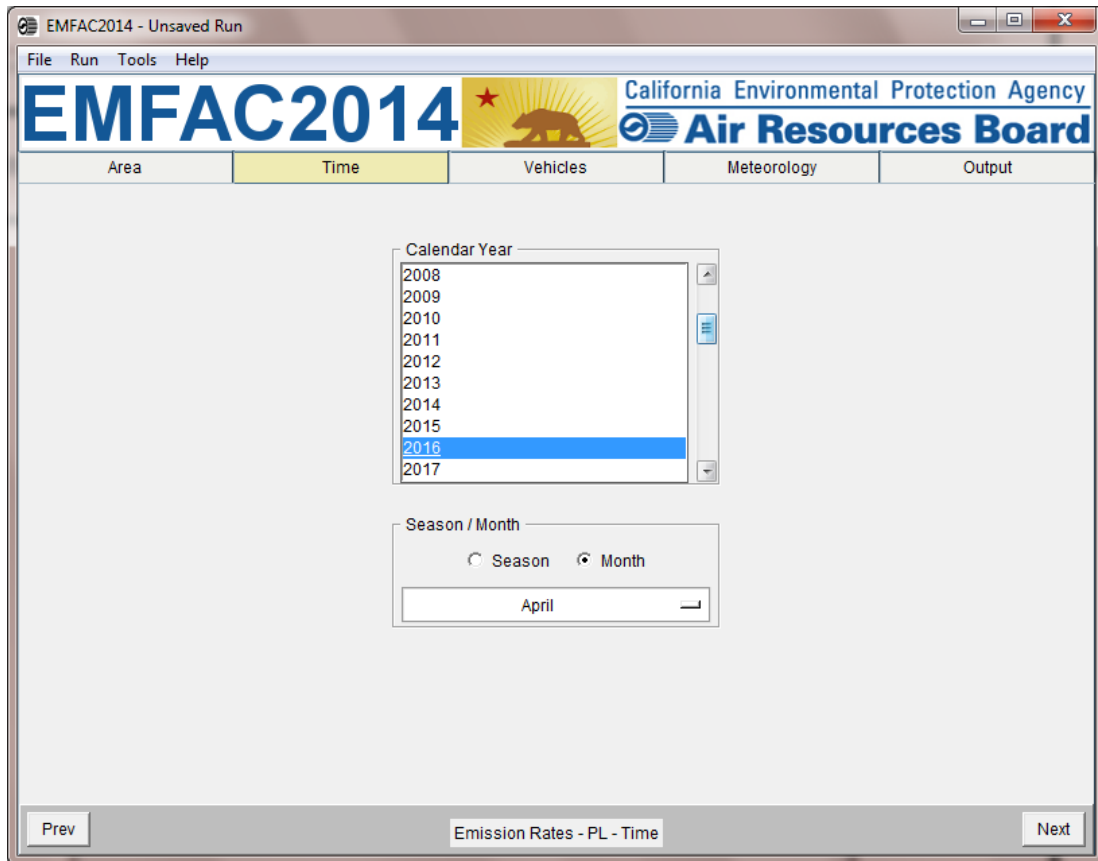 EMFAC2014 - Unsaved Run
File Run Tools Help
EMFAC2014
California Environmental Protection Agency
Air Resources Board
Area Time Vehicles Meteorology Output
Calendar Year
2008
2009
2010
2011
2012
2013
2014
2015
2016
2017
Season / Month
Season Month
April
Prev Emission Rates - PL - Time Next